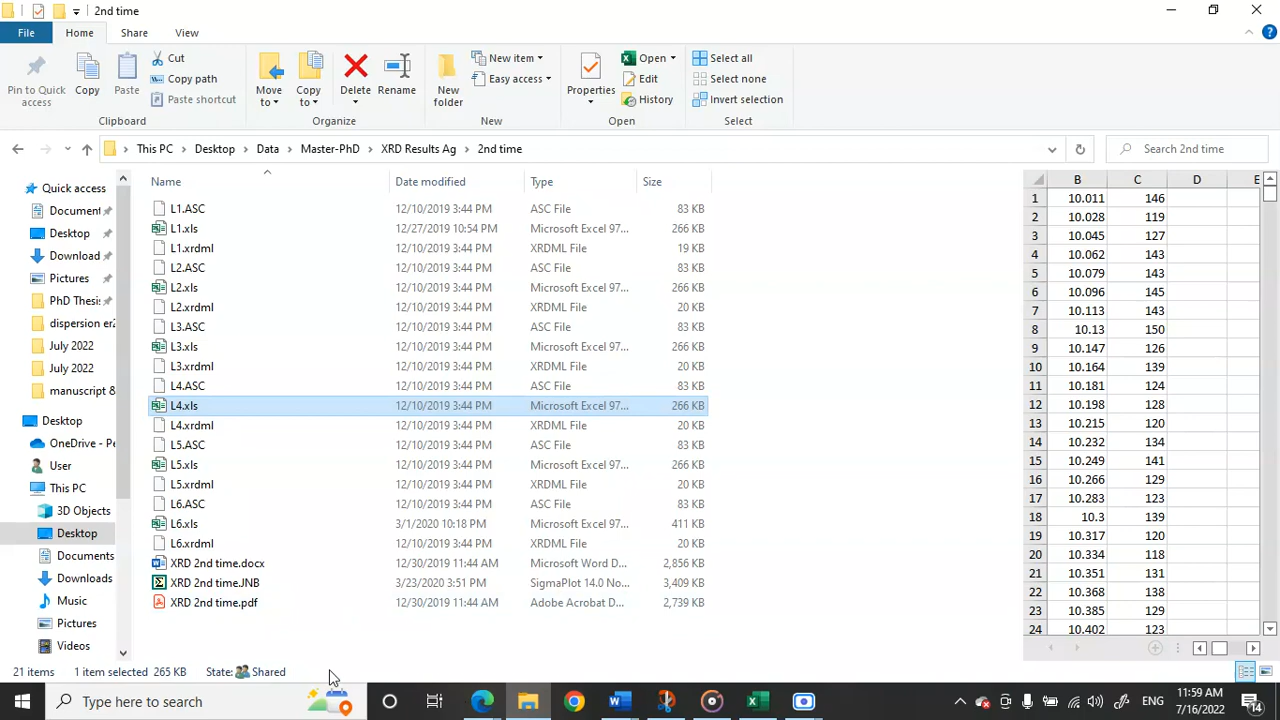 2nd time
File Home Share View
Pin to Quick access
Copy
Paste
Cut
Copy path
Paste shortcut
Move to
Copy to
Delete
Rename
New folder
New item
Easy access
Properties
Open
Edit
History
Select all
Select none
Invert selection
Clipboard Organize New Open Select
This PC Desktop Data Master-PhD XRD Results Ag 2nd time
Search 2nd time
Quick access
Document
Desktop
Download
Pictures
PhD Thesis
dispersion er2
July 2022
July 2022
manuscript &
Desktop
OneDrive - Pe
User
This PC
3D Objects
Desktop
Documents
Downloads
Music
Pictures
Videos
Name Date modified Type Size
L1.ASC 12/10/2019 3:44 PM ASC File 83 KB
L1.xls 12/27/2019 10:54 PM Microsoft Excel 97... 266 KB
L1.xrdml 12/10/2019 3:44 PM XRDML File 19 KB
L2.ASC 12/10/2019 3:44 PM ASC File 83 KB
L2.xls 12/10/2019 3:44 PM Microsoft Excel 97... 266 KB
L2.xrdml 12/10/2019 3:44 PM XRDML File 20 KB
L3.ASC 12/10/2019 3:44 PM ASC File 83 KB
L3.xls 12/10/2019 3:44 PM Microsoft Excel 97... 266 KB
L3.xrdml 12/10/2019 3:44 PM XRDML File 20 KB
L4.ASC 12/10/2019 3:44 PM ASC File 83 KB
L4.xls 12/10/2019 3:44 PM Microsoft Excel 97... 266 KB
L4.xrdml 12/10/2019 3:44 PM XRDML File 20 KB
L5.ASC 12/10/2019 3:44 PM ASC File 83 KB
L5.xls 12/10/2019 3:44 PM Microsoft Excel 97... 266 KB
L5.xrdml 12/10/2019 3:44 PM XRDML File 20 KB
L6.ASC 12/10/2019 3:44 PM ASC File 83 KB
L6.xls 3/1/2020 10:18 PM Microsoft Excel 97... 411 KB
L6.xrdml 12/10/2019 3:44 PM XRDML File 20 KB
XRD 2nd time.docx 12/30/2019 11:44 AM Microsoft Word D... 2,856 KB
XRD 2nd time.JNB 3/23/2020 3:51 PM SigmaPlot 14.0 No... 3,409 KB
XRD 2nd time.pdf 12/30/2019 11:44 AM Adobe Acrobat D... 2,739 KB
B C D E
1 10.011 146
2 10.028 119
3 10.045 127
4 10.062 143
5 10.079 143
6 10.096 145
7 10.113 143
8 10.13 150
9 10.147 126
10 10.164 139
11 10.181 124
12 10.198 128
13 10.215 120
14 10.232 134
15 10.249 141
16 10.266 129
17 10.283 123
18 10.3 139
19 10.317 120
20 10.334 118
21 10.351 131
22 10.368 138
23 10.385 129
24 10.402 123
21 items 1 item selected 265 KB State: Shared
Type here to search
ENG
11:59 AM
7/16/2022
14